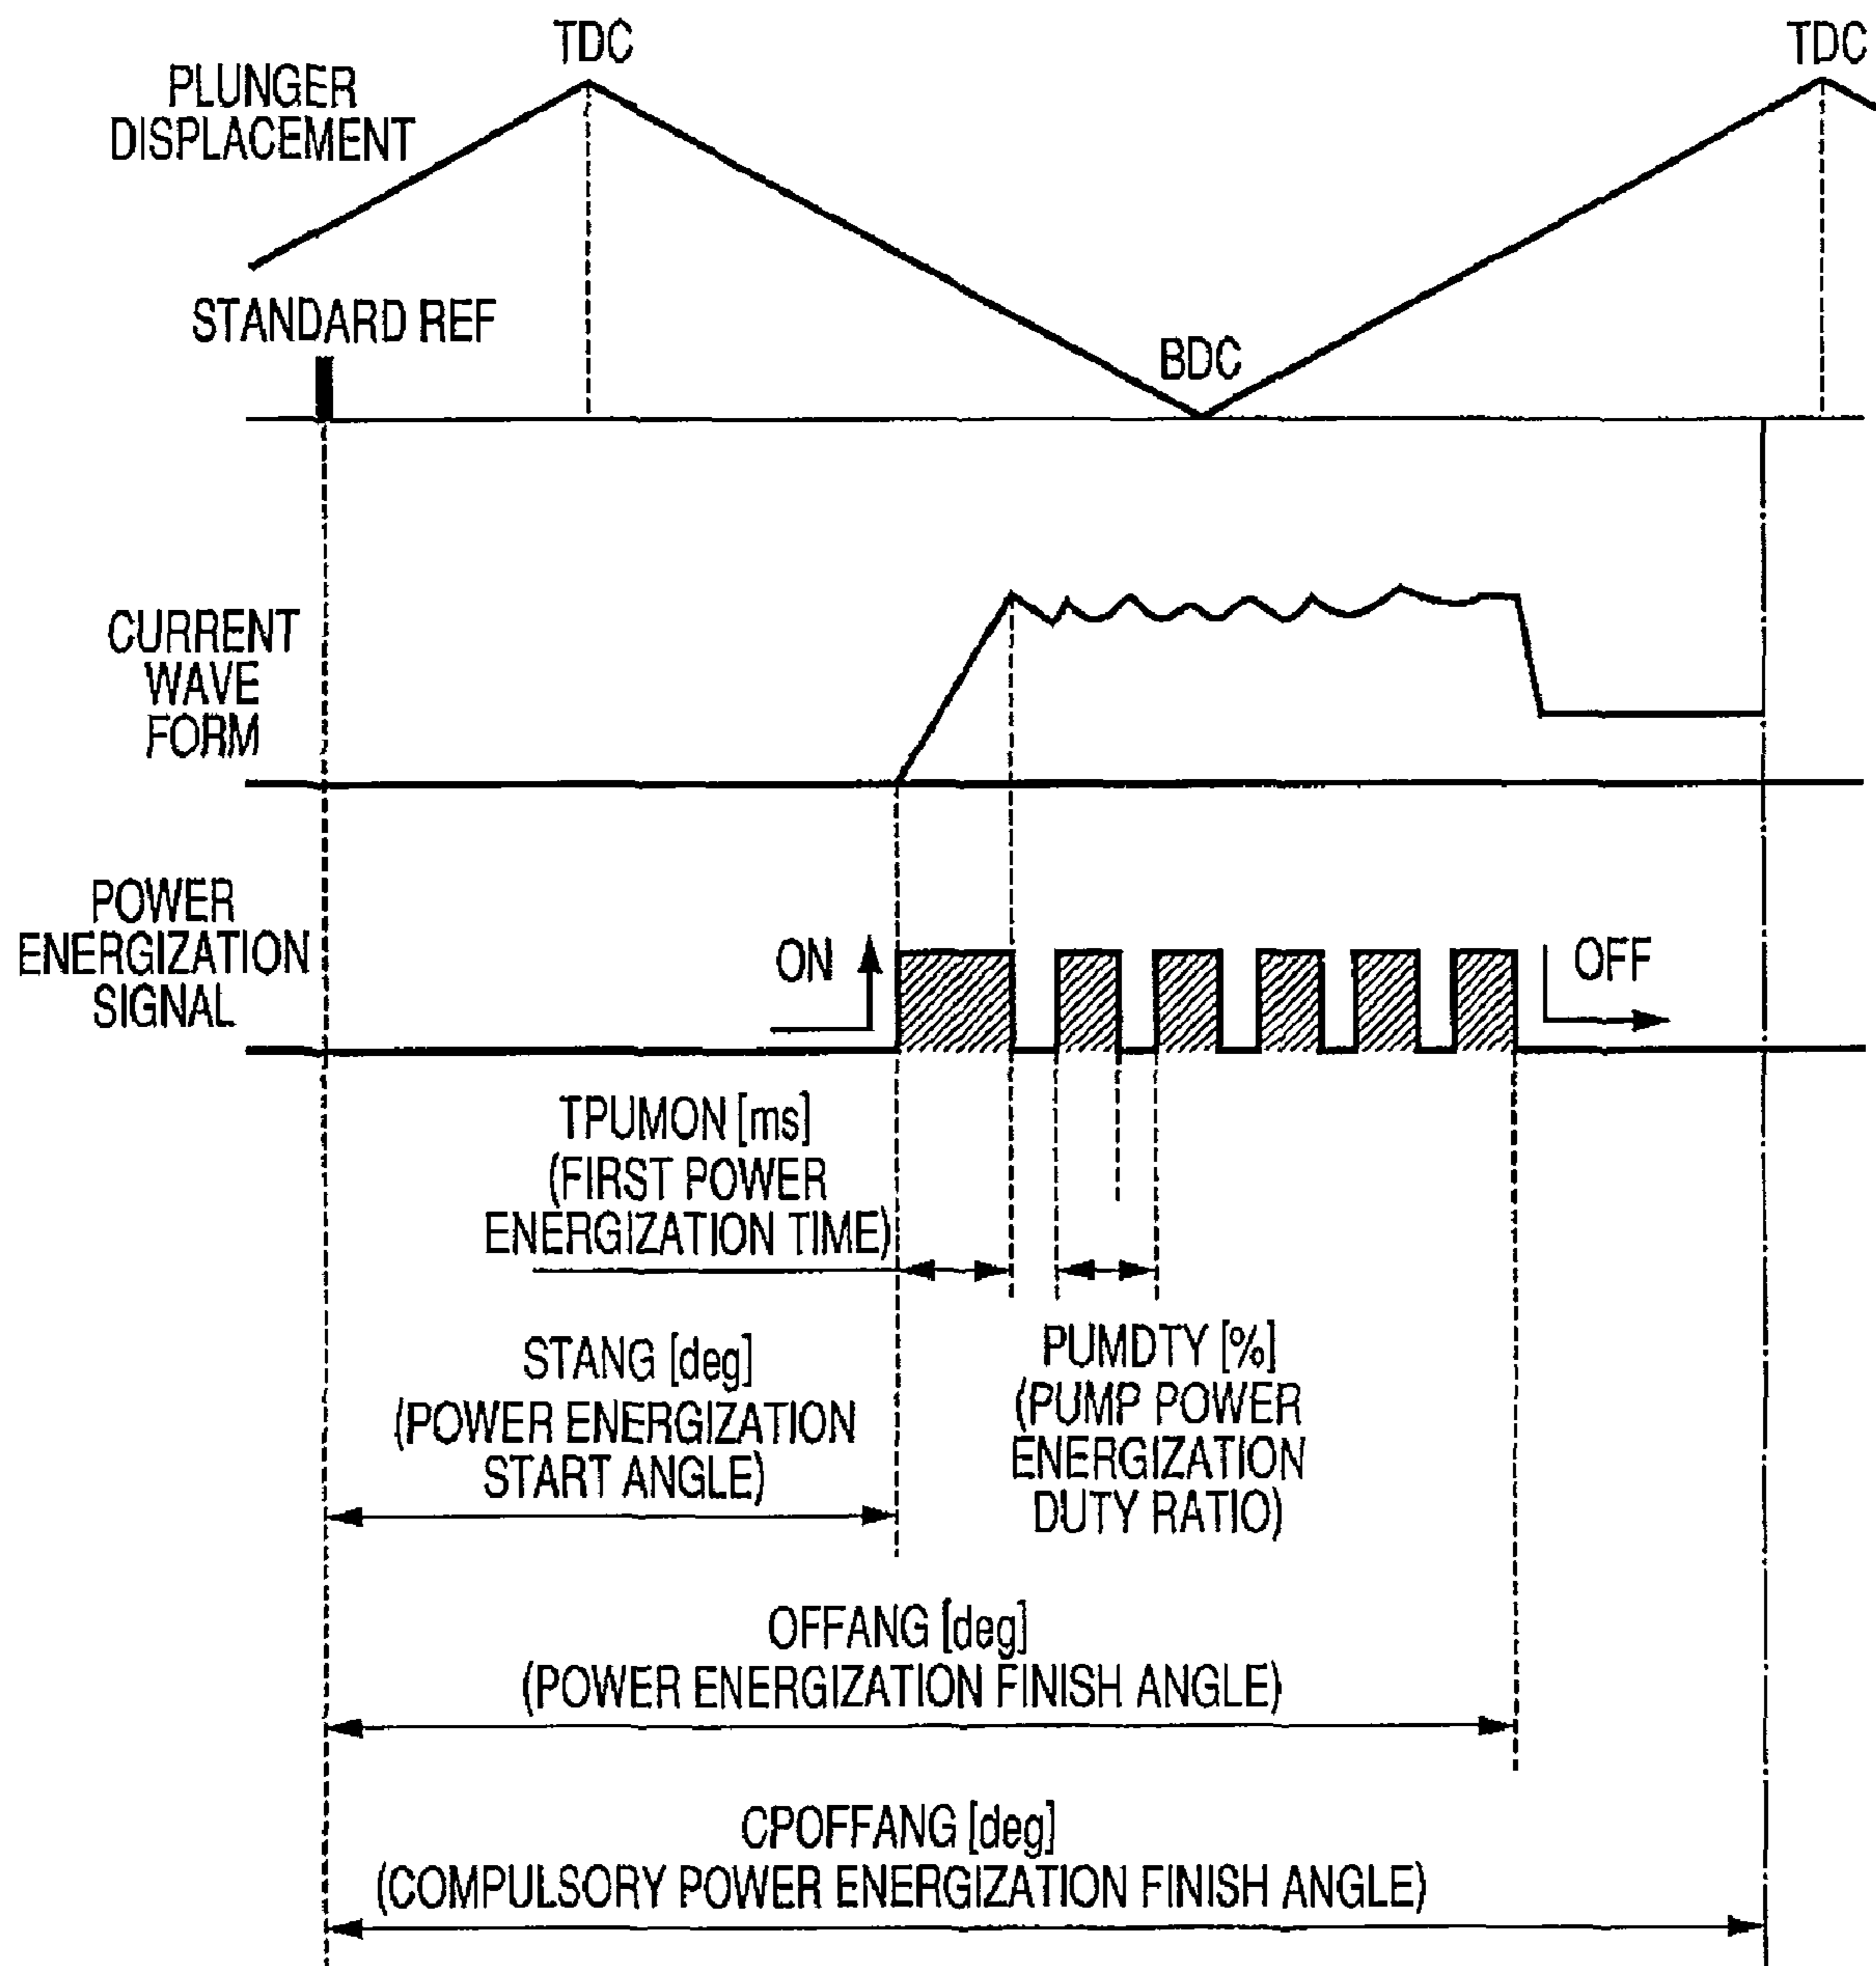 TDC
TDC
PLUNGER
DISPLACEMENT
STANDARD REF
BDC
CURRENT
WAVE
FORM
POWER
ENERGIZATION
SIGNAL
ON
OFF
TPUMON [ms]
(FIRST POWER
ENERGIZATION TIME)
STANG [deg]
(POWER ENERGIZATION
START ANGLE)
PUMDTY [%]
(PUMP POWER
ENERGIZATION
DUTY RATIO)
OFFANG [deg]
(POWER ENERGIZATION FINISH ANGLE)
CPOFFANG [deg]
(COMPULSORY POWER ENERGIZATION FINISH ANGLE)